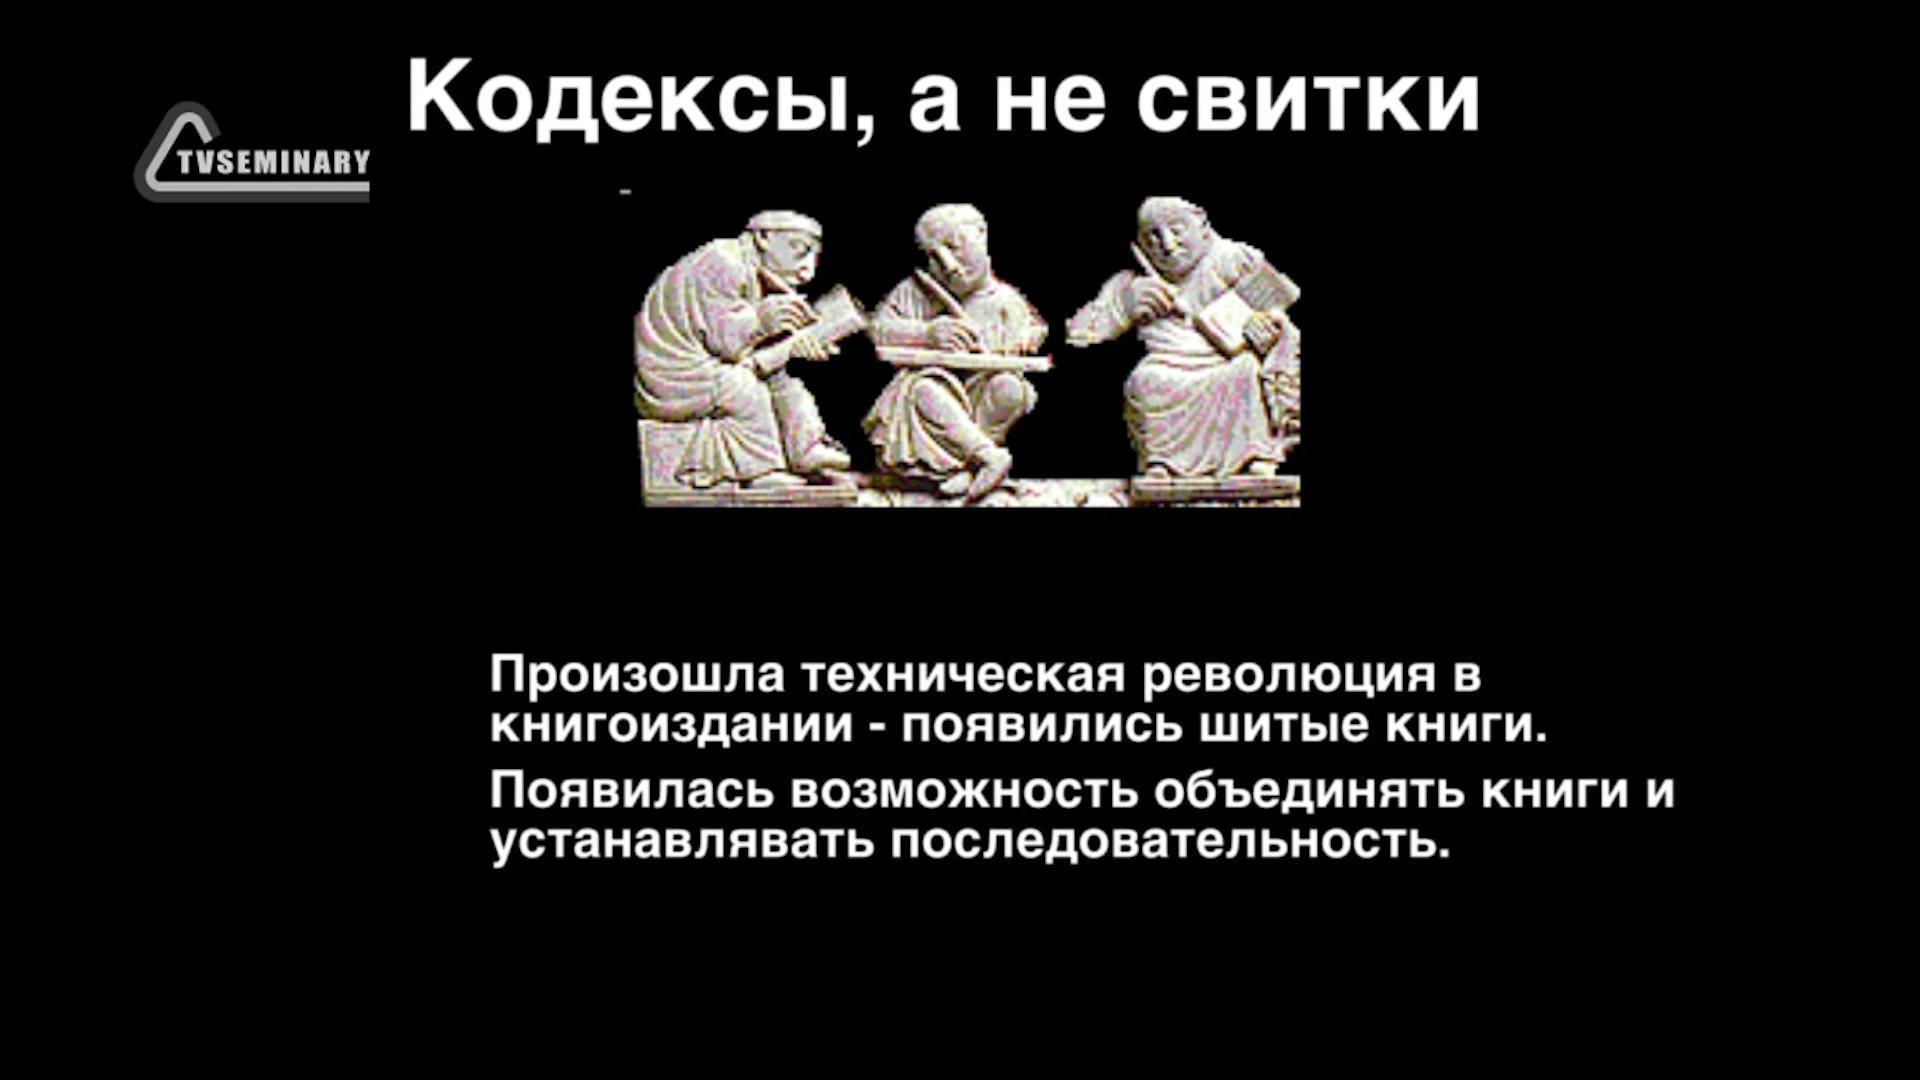 Кодексы, а не свитки
TVSEMINARY
-
Произошла техническая революция в
книгоиздании - появились шитые книги.
Появилась возможность объединять книги и
устанавлявать последовательность.